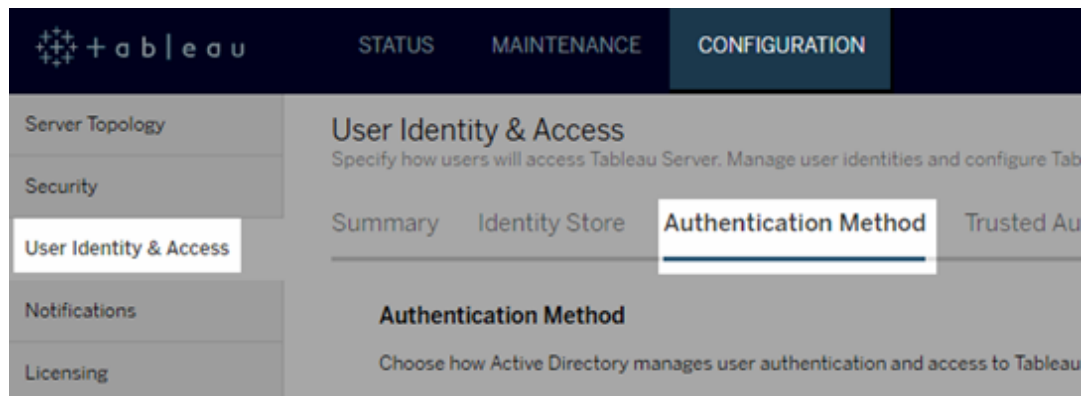 + a b l e a u
STATUS MAINTENANCE CONFIGURATION
Server Topology
Security
User Identity & Access
Notifications
Licensing
User Identity & Access
Specify how users will access Tableau Server. Manage user identities and configure Tab
Summary Identity Store Authentication Method Trusted Au
Authentication Method
Choose how Active Directory manages user authentication and access to Tableau